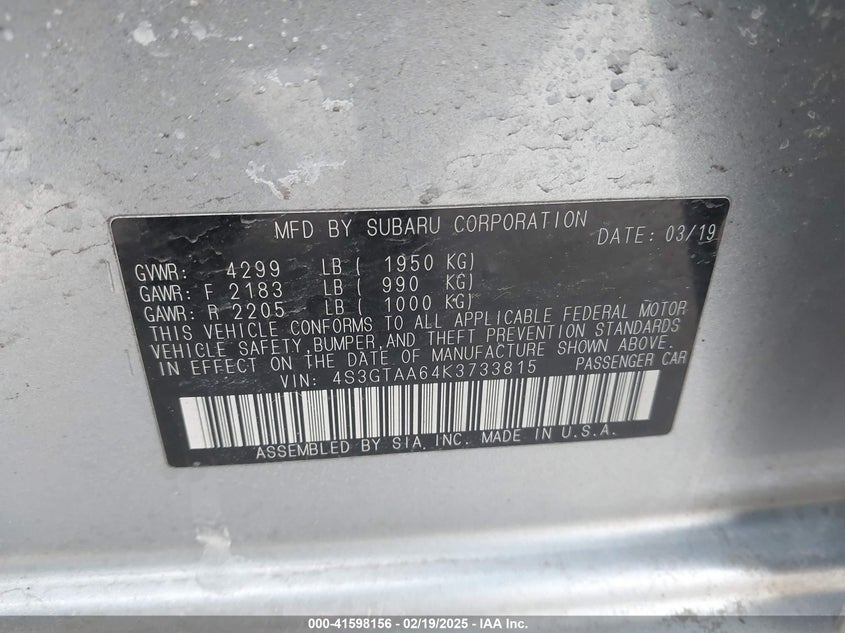 MFD BY SUBARU CORPORATION
DATE: 03/19
GVWR: 4299 LB ( 1950 KG)
GAWR: F 2183 LB ( 990 KG)
GAWR: R 2205 LB ( 1000 KG)
THIS VEHICLE CONFORMS TO ALL APPLICABLE FEDERAL MOTOR
VEHICLE SAFETY,BUMPER,AND THEFT PREVENTION STANDARDS
IN EFFECT ON THE DATE OF MANUFACTURE SHOWN ABOVE.
VIN: 4S3GTAA64K3733815 PASSENGER CAR
ASSEMBLED BY SIA, INC. MADE IN U.S.A.
000-41598156 - 02/19/2025 - IAA Inc.